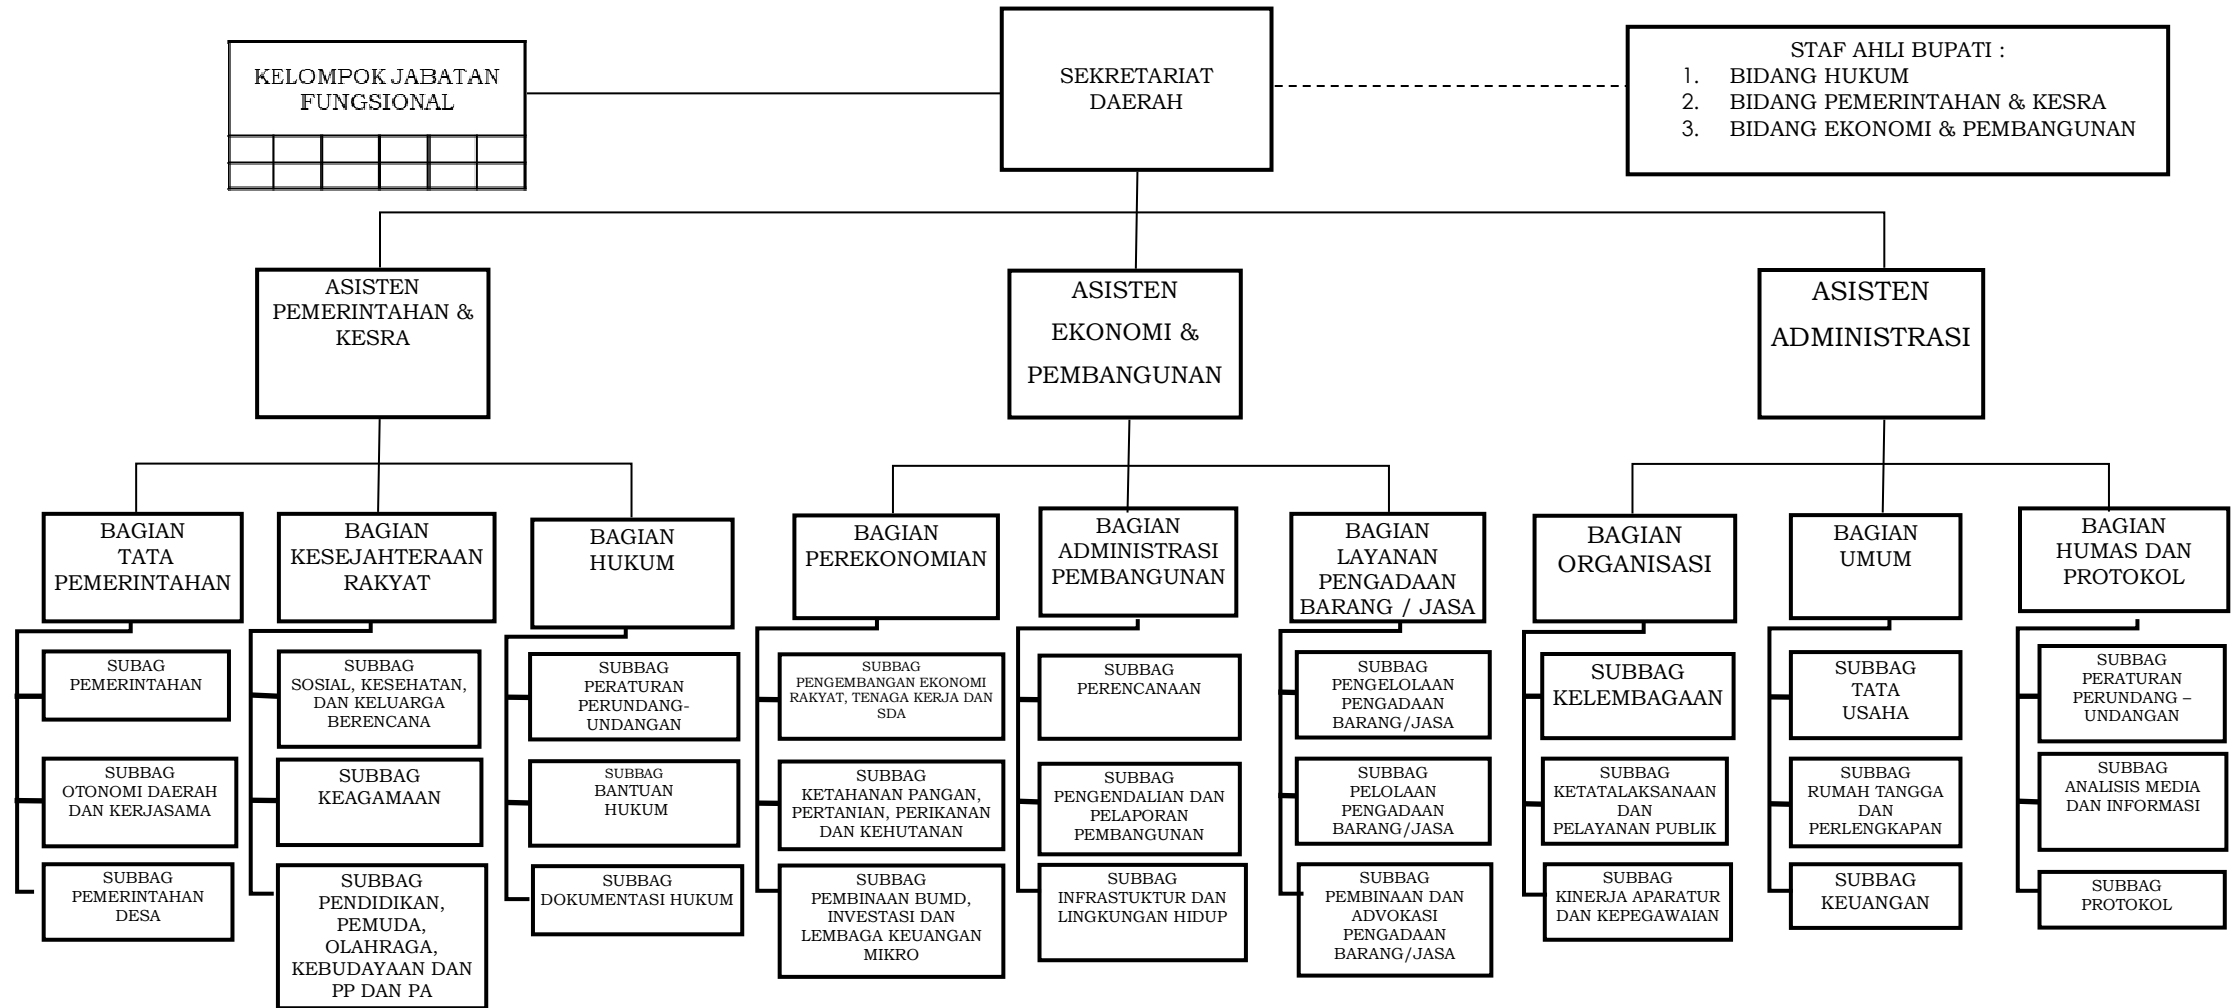 KELOMPOK JABATAN
FUNGSIONAL
SEKRETARIAT
DAERAH
STAF AHLI BUPATI :
1. BIDANG HUKUM
2. BIDANG PEMERINTAHAN & KESRA
3. BIDANG EKONOMI & PEMBANGUNAN
ASISTEN
PEMERINTAHAN &
KESRA
ASISTEN
EKONOMI &
PEMBANGUNAN
ASISTEN
ADMINISTRASI
BAGIAN
TATA
PEMERINTAHAN
BAGIAN
KESEJAHTERAAN
RAKYAT
BAGIAN
HUKUM
BAGIAN
PEREKONOMIAN
BAGIAN
ADMINISTRASI
PEMBANGUNAN
BAGIAN
LAYANAN
PENGADAAN
BARANG / JASA
BAGIAN
ORGANISASI
BAGIAN
UMUM
BAGIAN
HUMAS DAN
PROTOKOL
SUBAG
PEMERINTAHAN
SUBBAG
SOSIAL, KESEHATAN,
DAN KELUARGA
BERENCANA
SUBBAG
PERATURAN
PERUNDANG-
UNDANGAN
SUBBAG
PENGEMBANGAN EKONOMI
RAKYAT, TENAGA KERJA DAN
SDA
SUBBAG
PERENCANAAN
SUBBAG
PENGELOLAAN
PENGADAAN
BARANG/JASA
SUBBAG
KELEMBAGAAN
SUBBAG
TATA
USAHA
SUBBAG
PERATURAN
PERUNDANG –
UNDANGAN
SUBBAG
OTONOMI DAERAH
DAN KERJASAMA
SUBBAG
KEAGAMAAN
SUBBAG
BANTUAN
HUKUM
SUBBAG
KETAHANAN PANGAN,
PERTANIAN, PERIKANAN
DAN KEHUTANAN
SUBBAG
PENGENDALIAN DAN
PELAPORAN
PEMBANGUNAN
SUBBAG
PELOLAAN
PENGADAAN
BARANG/JASA
SUBBAG
KETATALAKSANAAN
DAN
PELAYANAN PUBLIK
SUBBAG
RUMAH TANGGA
DAN
PERLENGKAPAN
SUBBAG
ANALISIS MEDIA
DAN INFORMASI
SUBBAG
PEMERINTAHAN
DESA
SUBBAG
PENDIDIKAN,
PEMUDA,
OLAHRAGA,
KEBUDAYAAN DAN
PP DAN PA
SUBBAG
DOKUMENTASI HUKUM
SUBBAG
PEMBINAAN BUMD,
INVESTASI DAN
LEMBAGA KEUANGAN
MIKRO
SUBBAG
INFRASTUKTUR DAN
LINGKUNGAN HIDUP
SUBBAG
PEMBINAAN DAN
ADVOKASI
PENGADAAN
BARANG/JASA
SUBBAG
KINERJA APARATUR
DAN KEPEGAWAIAN
SUBBAG
KEUANGAN
SUBBAG
PROTOKOL